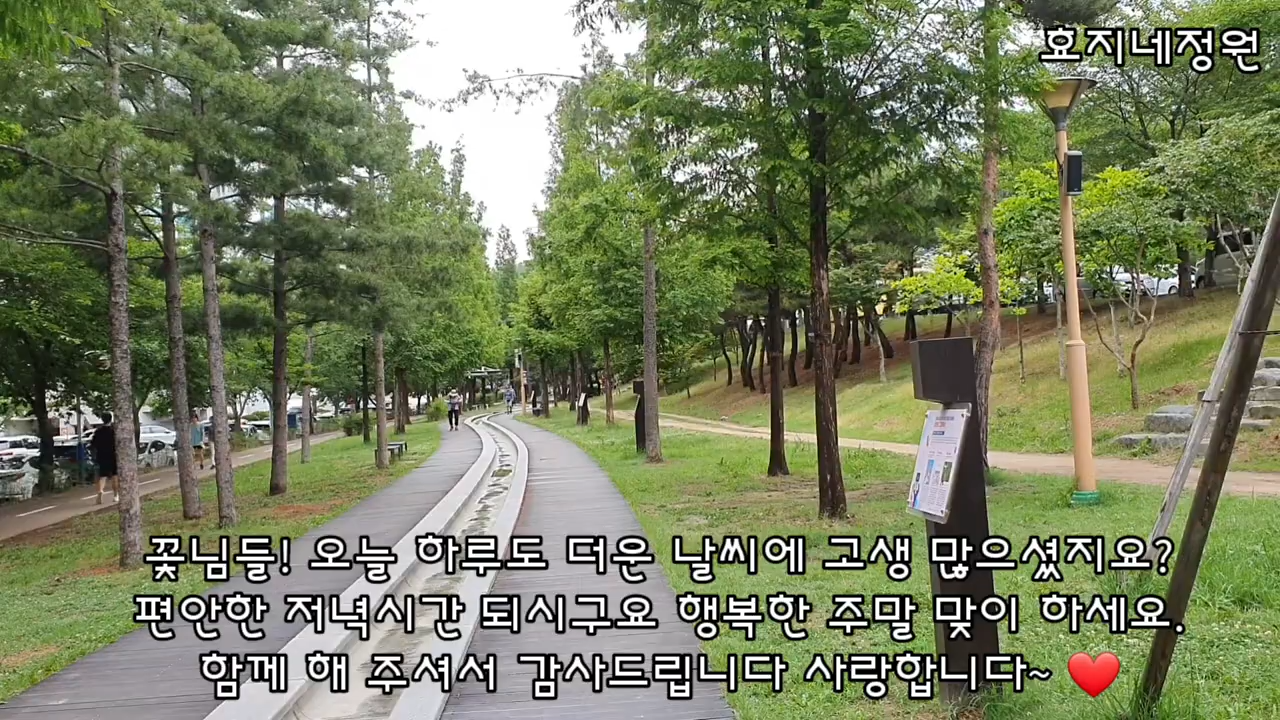 효지네정원
꽃님들! 오늘 하루도 더운 날씨에 고생 많으셨지요?
편안한 저녁시간 되시구요 행복한 주말 맞이 하세요.
함께 해 주셔서 감사드립니다 사랑합니다~ ❤️